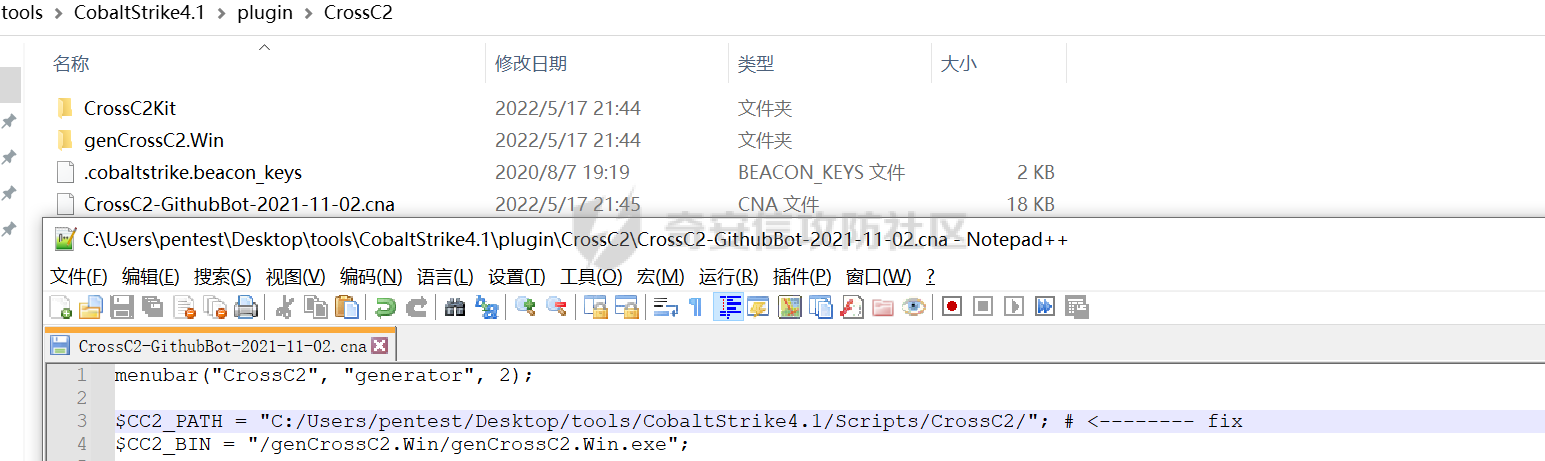 tools > CobaltStrike4.1 > plugin > CrossC2
名称 修改日期 类型 大小
CrossC2Kit 2022/5/17 21:44 文件夹
genCrossC2.Win 2022/5/17 21:44 文件夹
.cobaltstrike.beacon_keys 2020/8/7 19:19 BEACON_KEYS 文件 2 KB
CrossC2-GithubBot-2021-11-02.cna 2022/5/17 21:45 CNA 文件 18 KB
奇安信攻防社区
C:\Users\pentest\Desktop\tools\CobaltStrike4.1\plugin\CrossC2\CrossC2-GithubBot-2021-11-02.cna - Notepad++
文件(F) 编辑(E) 搜索(S) 视图(V) 编码(N) 语言(L) 设置(T) 工具(O) 宏(M) 运行(R) 插件(P) 窗口(W) ?
CrossC2-GithubBot-2021-11-02.cna
1 menubar("CrossC2", "generator", 2);
2
3 $CC2_PATH = "C:/Users/pentest/Desktop/tools/CobaltStrike4.1/Scripts/CrossC2/"; # <-------- fix
4 $CC2_BIN = "/genCrossC2.Win/genCrossC2.Win.exe";